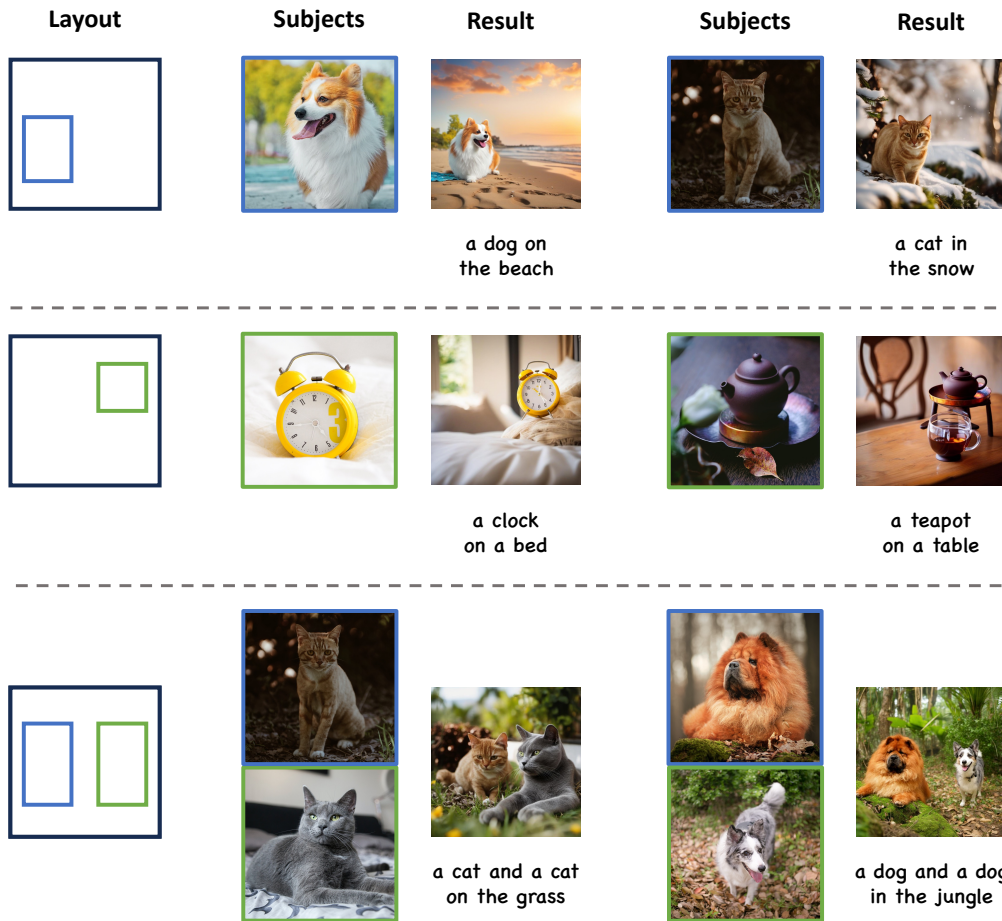 Layout
Subjects
Result
Subjects
Result
a dog on
the beach
a cat in
the snow
a clock
on a bed
a teapot
on a table
a cat and a cat
on the grass
a dog and a dog
in the jungle